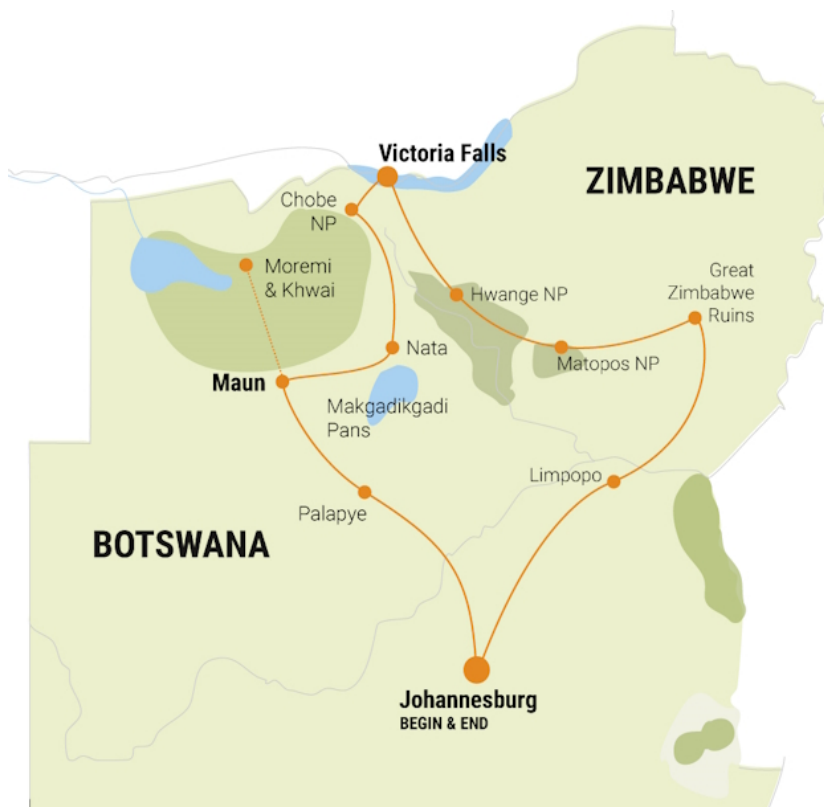 Victoria Falls
ZIMBABWE
Chobe
NP
Moremi
& Khwai
Great
Zimbabwe
Ruins
Hwange NP
Nata
Matopos NP
Maun
Makgadikgadi
Pans
Limpopo
Palapye
BOTSWANA
Johannesburg
BEGIN & END